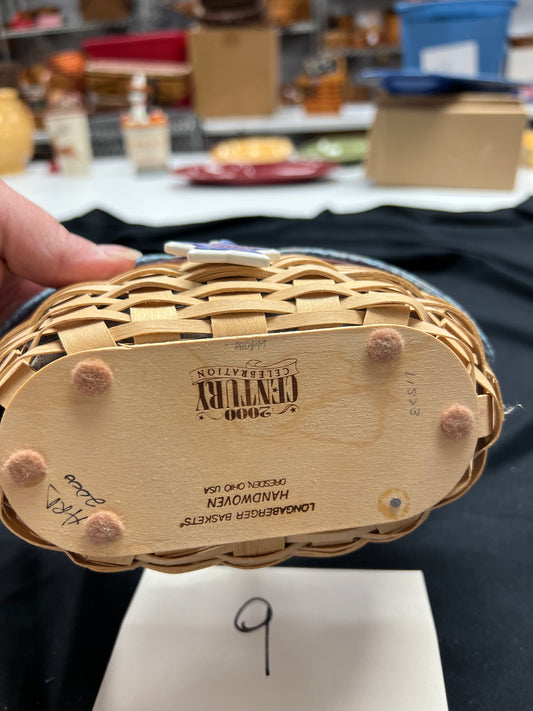 2000
CENTURY
CELEBRATION
LONGABERGER BASKETS®
HANDWOVEN
DRESDEN, OHIO USA
2000
9